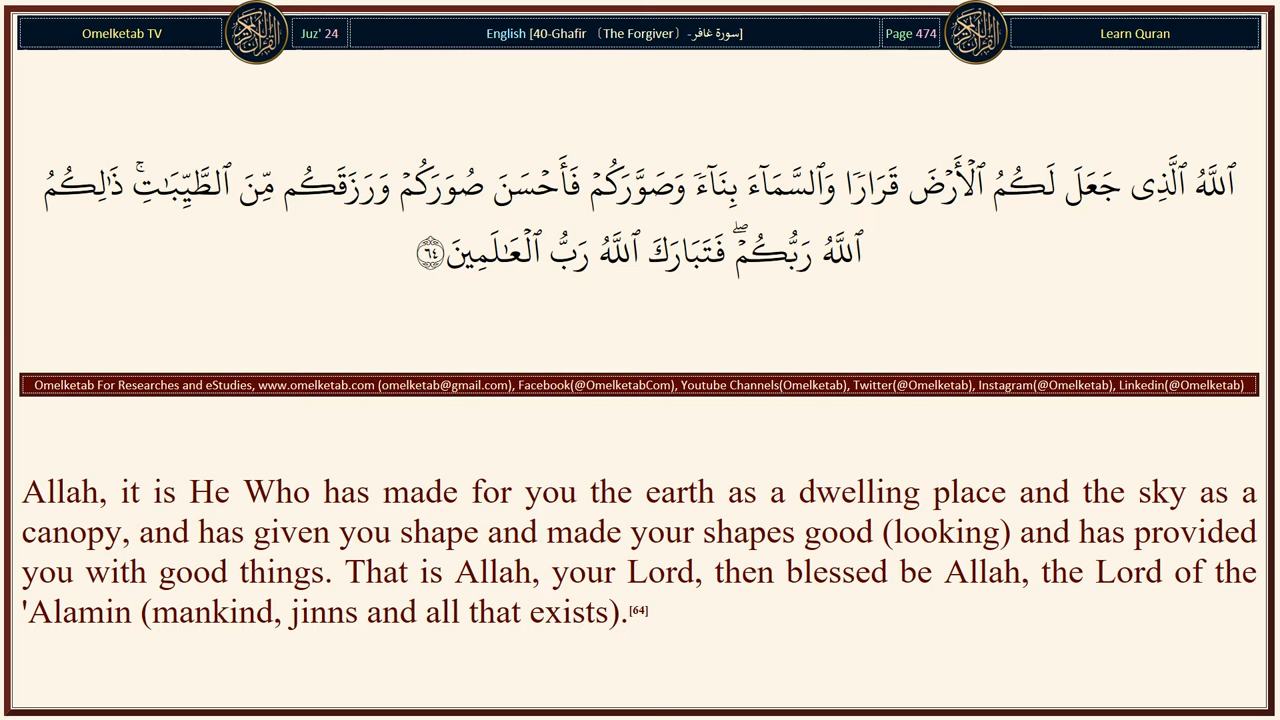 Omelketab TV
Juz' 24
English [40-Ghafir （The Forgiver） -سورة غافر]
Page 474
Learn Quran
ٱللَّهُ ٱلَّذِى جَعَلَ لَكُمُ ٱلْأَرْضَ قَرَارًا وَٱلسَّمَآءَ بِنَآءً وَصَوَّرَكُمْ فَأَحْسَنَ صُوَرَكُمْ وَرَزَقَكُم مِّنَ ٱلطَّيِّبَٰتِ ۚ ذَٰلِكُمُ
ٱللَّهُ رَبُّكُمْ ۖ فَتَبَارَكَ ٱللَّهُ رَبُّ ٱلْعَٰلَمِينَ ٦٤
Omelketab For Researches and eStudies, www.omelketab.com (omelketab@gmail.com), Facebook(@OmelketabCom), Youtube Channels(Omelketab), Twitter(@Omelketab), Instagram(@Omelketab), Linkedin(@Omelketab)
Allah, it is He Who has made for you the earth as a dwelling place and the sky as a
canopy, and has given you shape and made your shapes good (looking) and has provided
you with good things. That is Allah, your Lord, then blessed be Allah, the Lord of the
'Alamin (mankind, jinns and all that exists).[64]